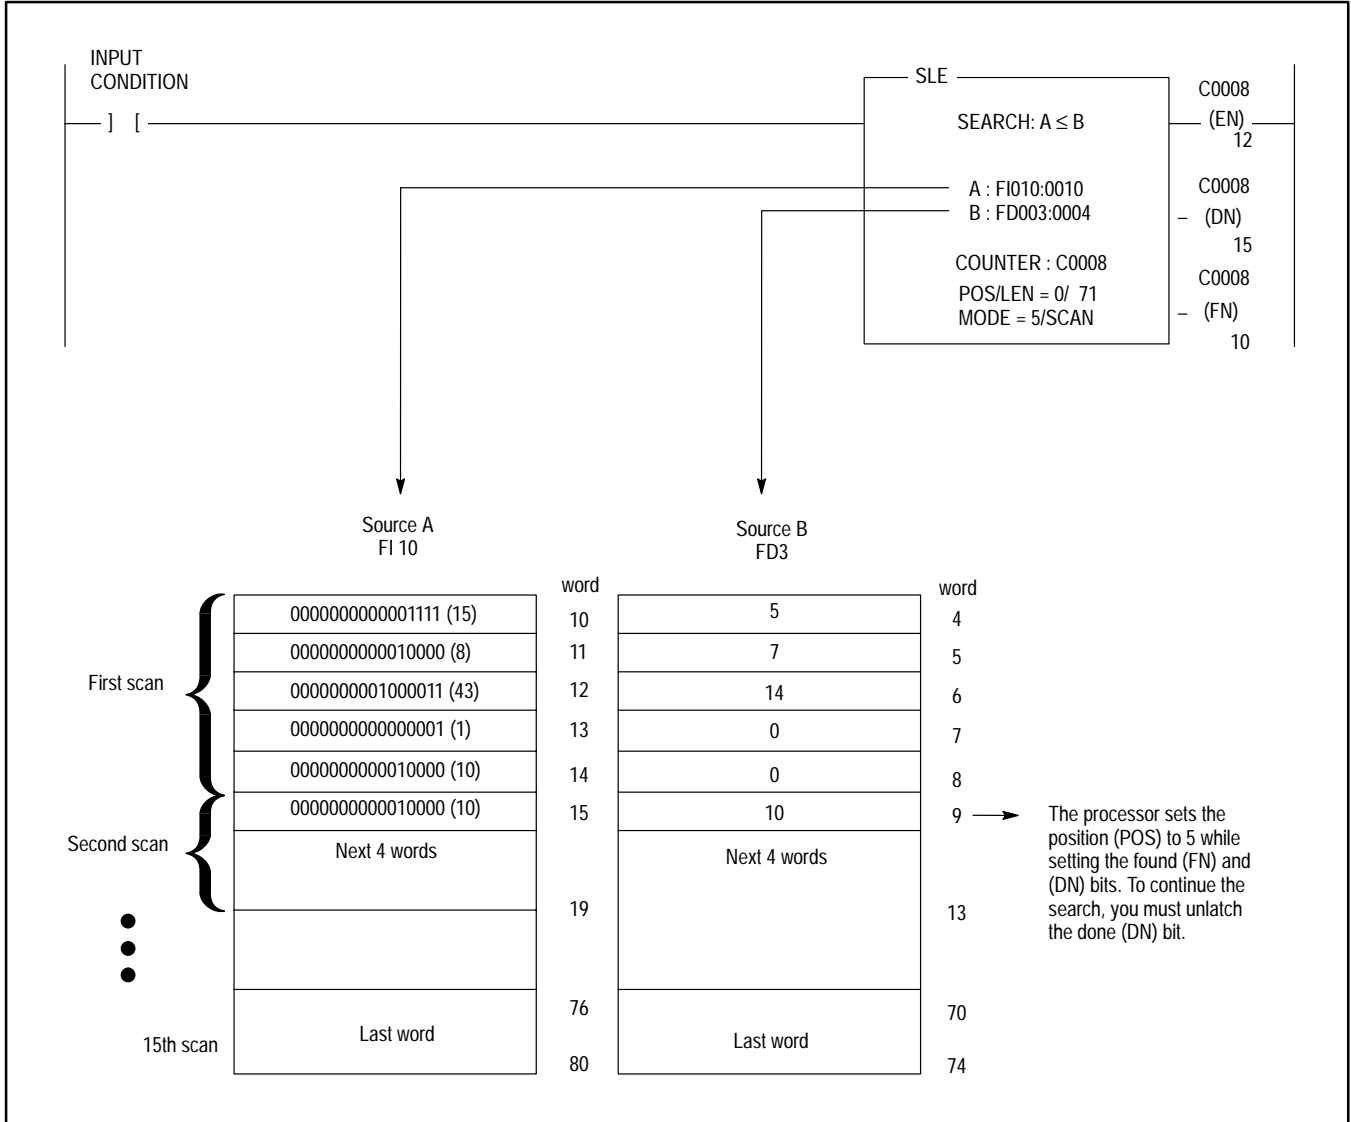 INPUT
CONDITION
] [
SLE
SEARCH: A ≤ B
A : FI010:0010
B : FD003:0004
COUNTER : C0008
POS/LEN = 0/ 71
MODE = 5/SCAN
C0008
(EN)
12
C0008
(DN)
15
C0008
(FN)
10
Source A
FI 10
Source B
FD3
word
word
First scan
0000000000001111 (15)
10
5
4
0000000000010000 (8)
11
7
5
0000000001000011 (43)
12
14
6
0000000000000001 (1)
13
0
7
0000000000010000 (10)
14
0
8
0000000000010000 (10)
15
10
9
Second scan
Next 4 words
Next 4 words
19
13
The processor sets the
position (POS) to 5 while
setting the found (FN) and
(DN) bits. To continue the
search, you must unlatch
the done (DN) bit.
76
70
15th scan
Last word
Last word
80
74